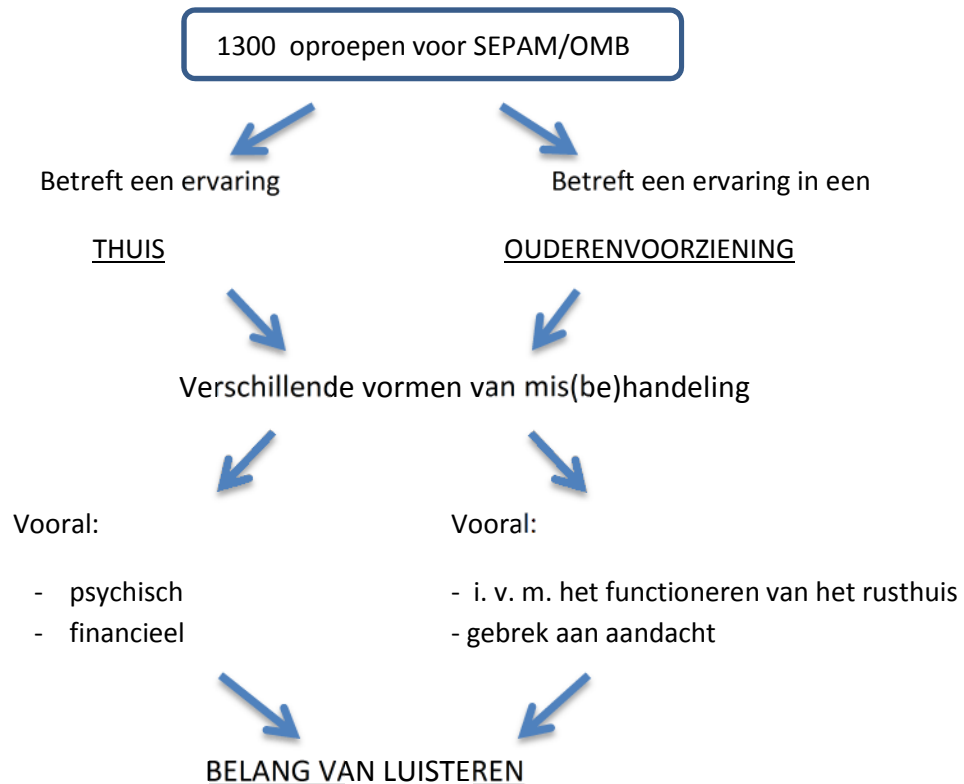 1300 oproepen voor SEPAM/OMB
Betreft een ervaring
Betreft een ervaring in een
THUIS
OUDERENVOORZIENING
Verschillende vormen van mis(be)handeling
Vooral:
- psychisch
- financieel
Vooral:
- i. v. m. het functioneren van het rusthuis
- gebrek aan aandacht
BELANG VAN LUISTEREN